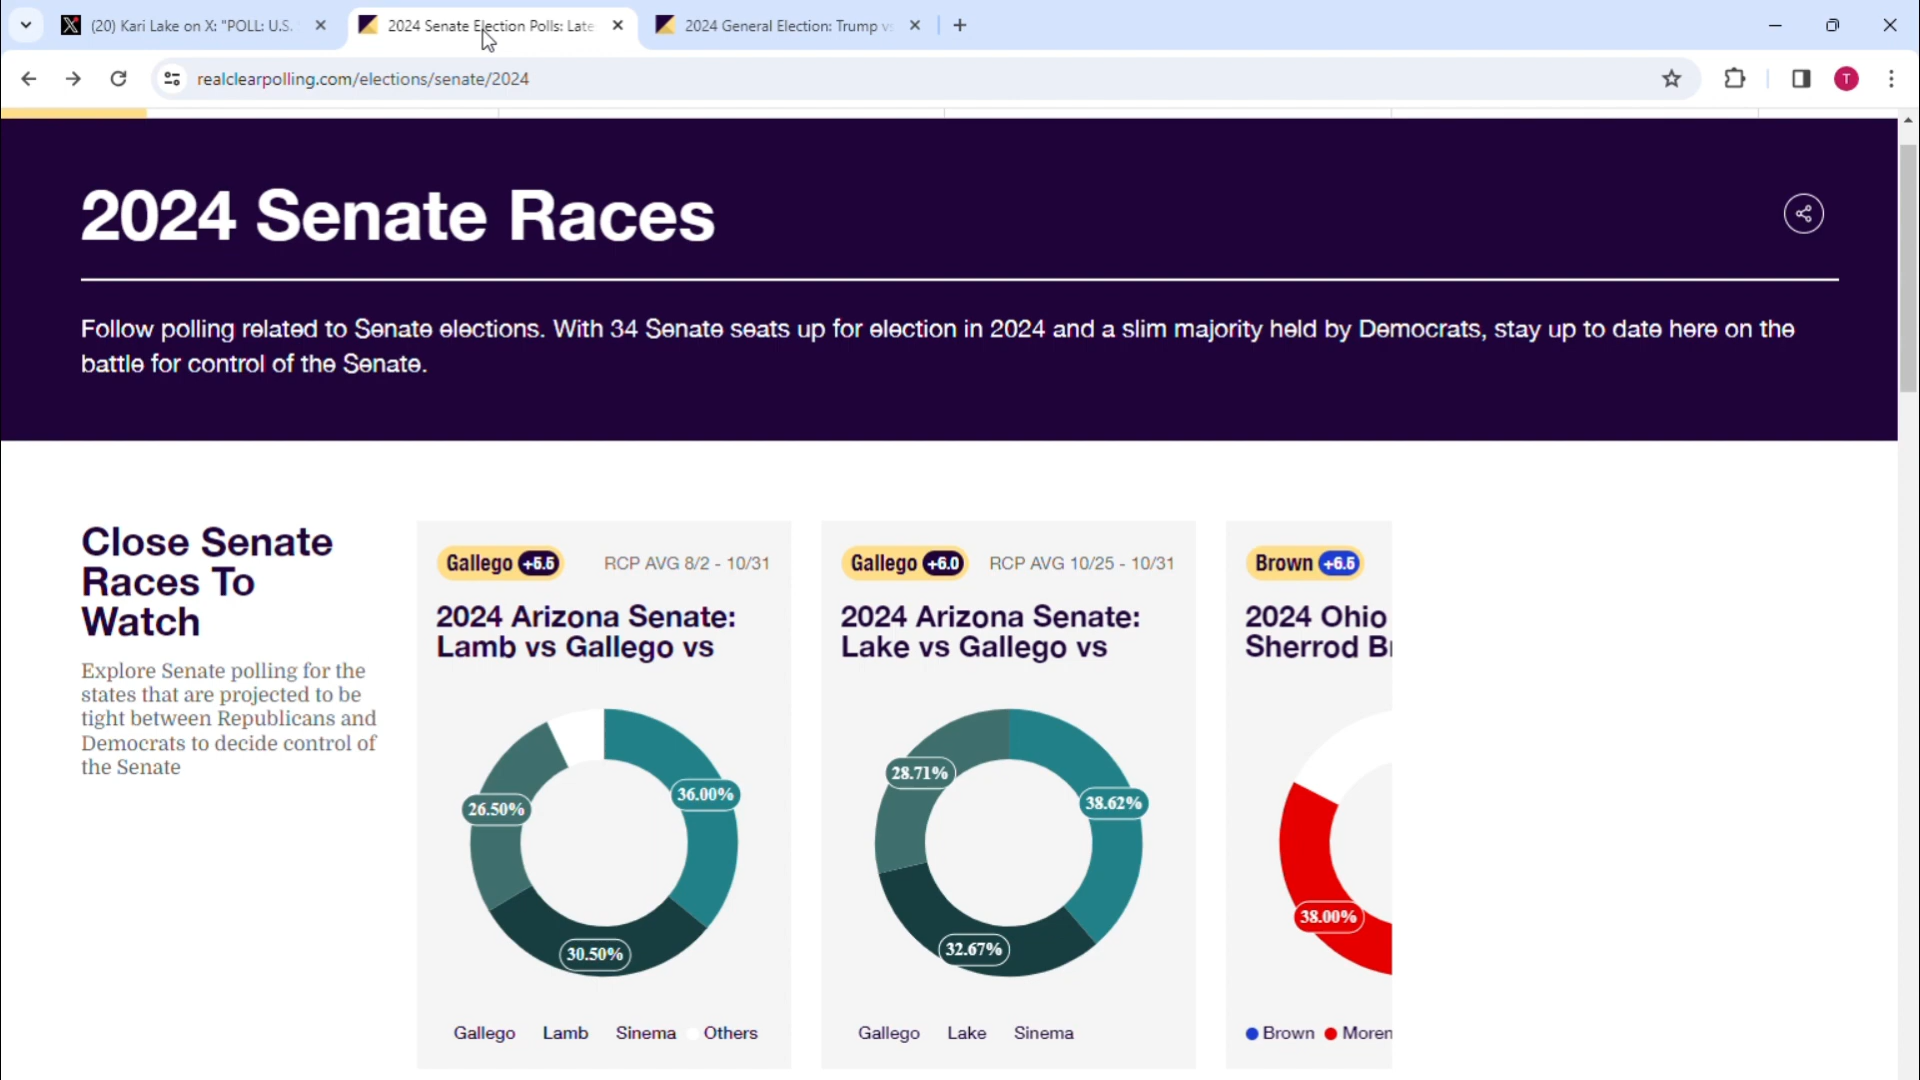 (20) Kari Lake on X: "POLL: U.S.
2024 Senate Election Polls: Late
2024 General Election: Trump vs
realclearpolling.com/elections/senate/2024
T
2024 Senate Races
Follow polling related to Senate elections. With 34 Senate seats up for election in 2024 and a slim majority held by Democrats, stay up to date here on the
battle for control of the Senate.
Close Senate
Races To
Watch
Explore Senate polling for the
states that are projected to be
tight between Republicans and
Democrats to decide control of
the Senate
Gallego +5.5 RCP AVG 8/2 - 10/31
2024 Arizona Senate:
Lamb vs Gallego vs
36.00%
26.50%
30.50%
Gallego Lamb Sinema Others
Gallego +6.0 RCP AVG 10/25 - 10/31
2024 Arizona Senate:
Lake vs Gallego vs
28.71%
38.62%
32.67%
Gallego Lake Sinema
Brown +6.5
2024 Ohio
Sherrod B
38.00%
Brown Moren